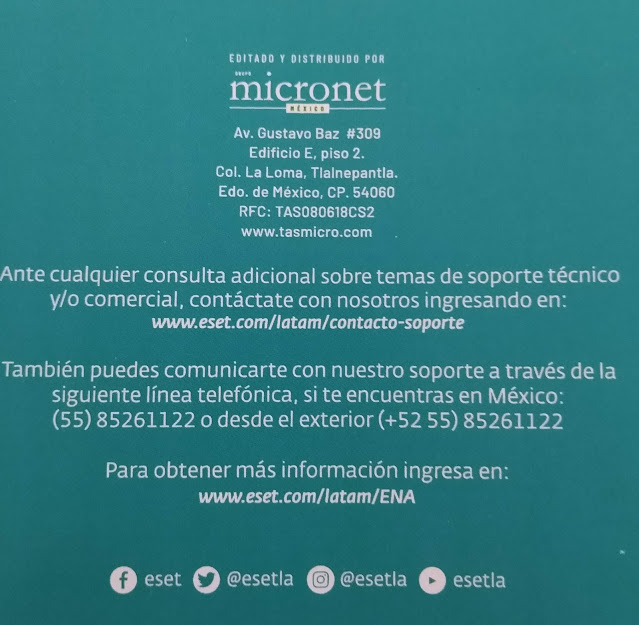 EDITADO Y DISTRIBUIDO POR
GRUPO
micronet
MÉXICO
Av. Gustavo Baz #309
Edificio E, piso 2.
Col. La Loma, Tlalnepantla.
Edo. de México, CP. 54060
RFC: TAS080618CS2
www.tasmicro.com
Ante cualquier consulta adicional sobre temas de soporte técnico
y/o comercial, contáctate con nosotros ingresando en:
www.eset.com/latam/contacto-soporte
También puedes comunicarte con nuestro soporte a través de la
siguiente línea telefónica, si te encuentras en México:
(55) 85261122 o desde el exterior (+52 55) 85261122
Para obtener más información ingresa en:
www.eset.com/latam/ENA
eset @esetla @esetla esetla